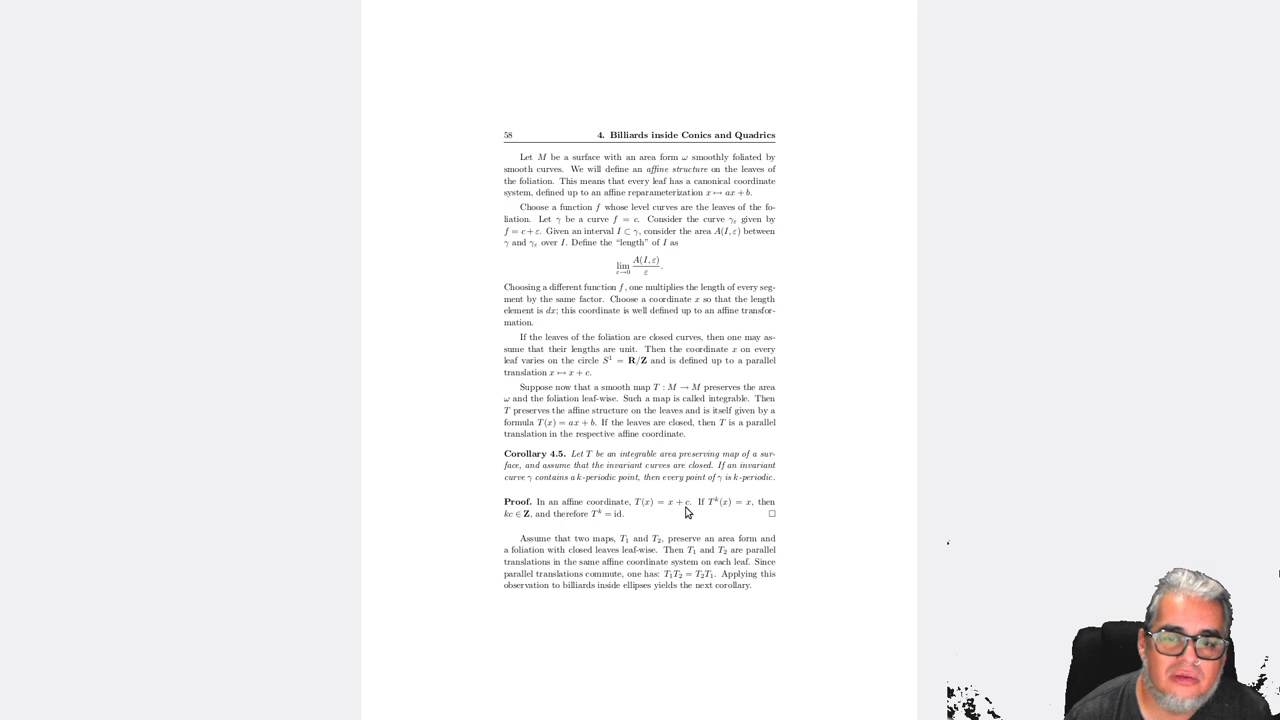 58 4. Billiards inside Conics and Quadrics
Let M be a surface with an area form ω smoothly foliated by
smooth curves. We will define an affine structure on the leaves of
the foliation. This means that every leaf has a canonical coordinate
system, defined up to an affine reparameterization x ↦ ax + b.
Choose a function f whose level curves are the leaves of the fo-
liation. Let γ be a curve f = c. Consider the curve γ_ε given by
f = c + ε. Given an interval I ⊂ γ, consider the area A(I, ε) between
γ and γ_ε over I. Define the “length” of I as
lim_{ε→0} A(I, ε)/ε.
Choosing a different function f, one multiplies the length of every seg-
ment by the same factor. Choose a coordinate x so that the length
element is dx; this coordinate is well defined up to an affine transfor-
mation.
If the leaves of the foliation are closed curves, then one may as-
sume that their lengths are unit. Then the coordinate x on every
leaf varies on the circle S¹ = R/Z and is defined up to a parallel
translation x ↦ x + c.
Suppose now that a smooth map T : M → M preserves the area
ω and the foliation leaf-wise. Such a map is called integrable. Then
T preserves the affine structure on the leaves and is itself given by a
formula T(x) = ax + b. If the leaves are closed, then T is a parallel
translation in the respective affine coordinate.
Corollary 4.5. Let T be an integrable area preserving map of a sur-
face, and assume that the invariant curves are closed. If an invariant
curve γ contains a k-periodic point, then every point of γ is k-periodic.
Proof. In an affine coordinate, T(x) = x + c. If Tᵏ(x) = x, then
kc ∈ Z, and therefore Tᵏ = id. □
Assume that two maps, T₁ and T₂, preserve an area form and
a foliation with closed leaves leaf-wise. Then T₁ and T₂ are parallel
translations in the same affine coordinate system on each leaf. Since
parallel translations commute, one has: T₁T₂ = T₂T₁. Applying this
observation to billiards inside ellipses yields the next corollary.